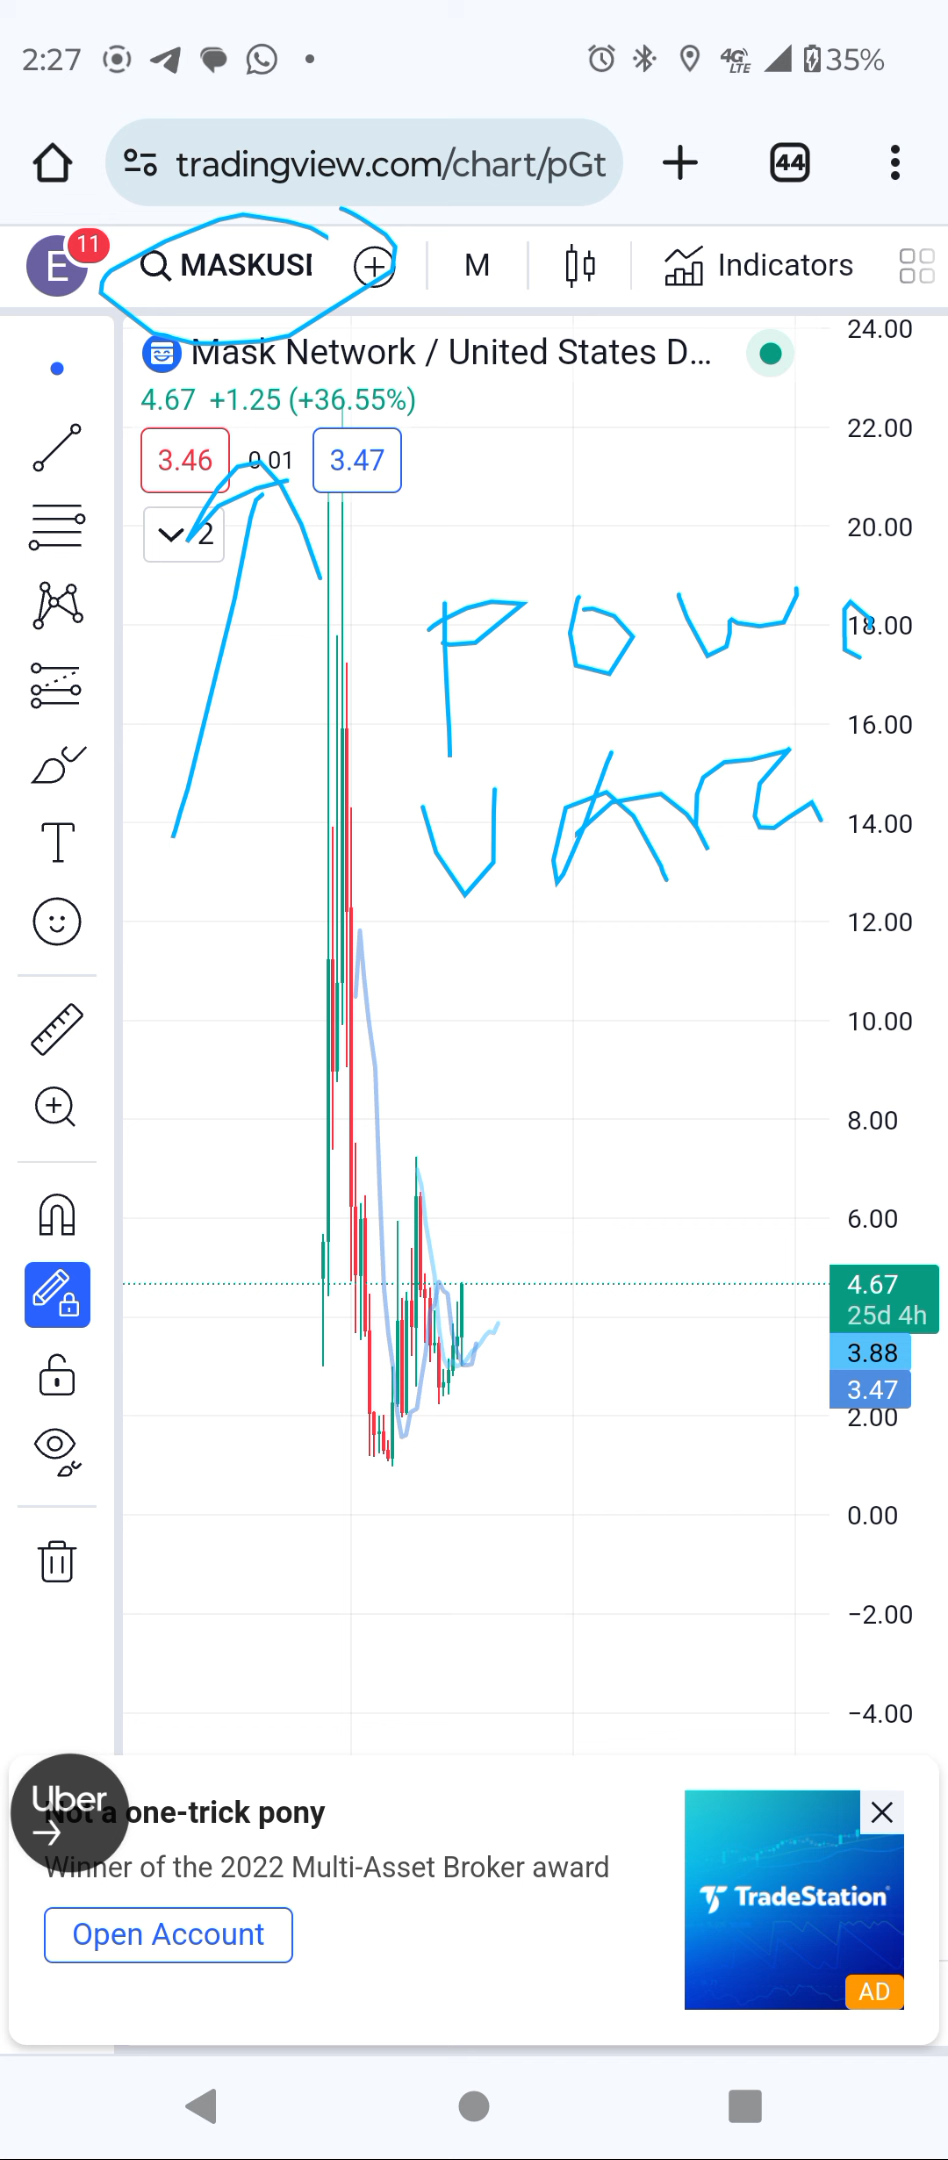 2:27 4G LTE 35%
tradingview.com/chart/pGt 44
E 11 MASKUSI M Indicators
Mask Network / United States D...
4.67 +1.25 (+36.55%)
3.46 0.01 3.47
2
24.00
22.00
20.00
18.00
16.00
14.00
12.00
10.00
8.00
6.00
4.67
25d 4h
3.88
3.47
2.00
0.00
−2.00
−4.00
Uber
Not a one-trick pony
Winner of the 2022 Multi-Asset Broker award
Open Account
TradeStation
AD